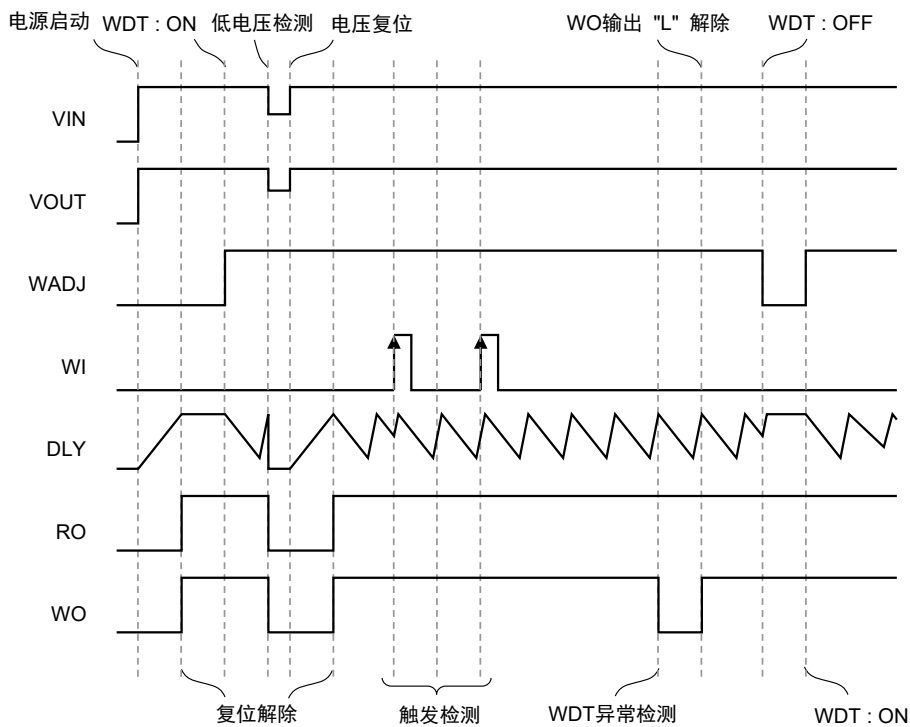 电源启动 WDT : ON 低电压检测 电压复位 WO输出 "L" 解除 WDT : OFF
VIN
VOUT
WADJ
WI
DLY
RO
WO
复位解除 触发检测 WDT异常检测 WDT : ON